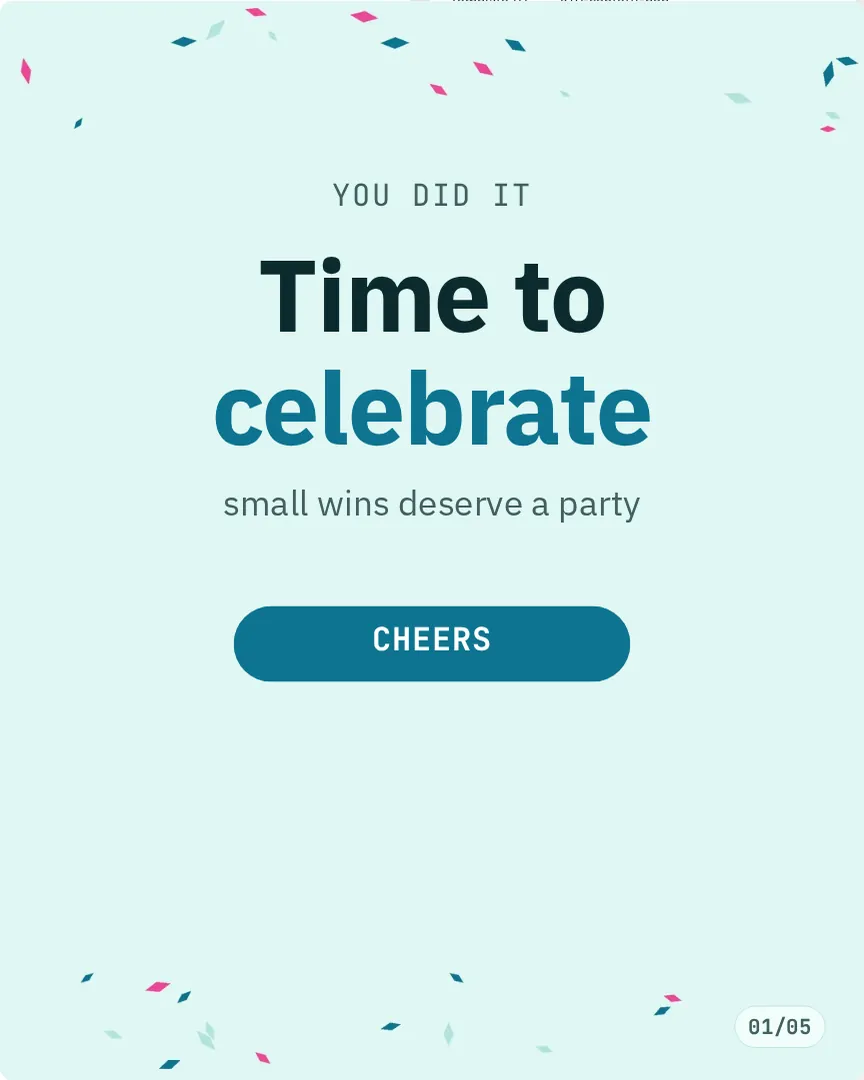 YOU DID IT
Time to
celebrate
small wins deserve a party
CHEERS
01/05